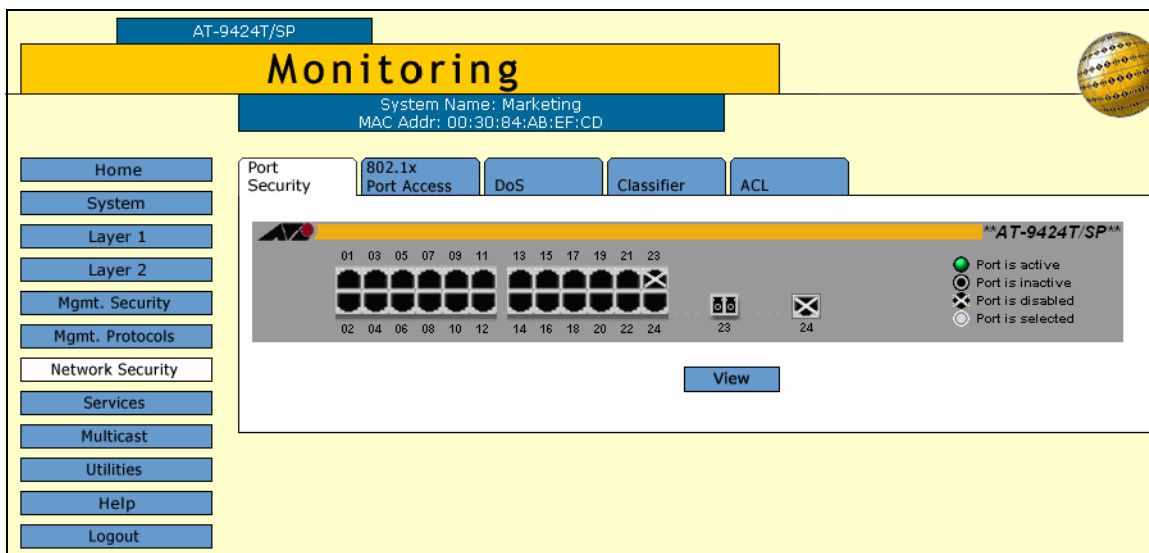 AT-9424T/SP
Monitoring
System Name: Marketing
MAC Addr: 00:30:84:AB:EF:CD
Home
System
Layer 1
Layer 2
Mgmt. Security
Mgmt. Protocols
Network Security
Services
Multicast
Utilities
Help
Logout
Port
Security
802.1x
Port Access
DoS
Classifier
ACL
**AT-9424T/SP**
01 03 05 07 09 11 13 15 17 19 21 23
02 04 06 08 10 12 14 16 18 20 22 24 23 24
Port is active
Port is inactive
Port is disabled
Port is selected
View